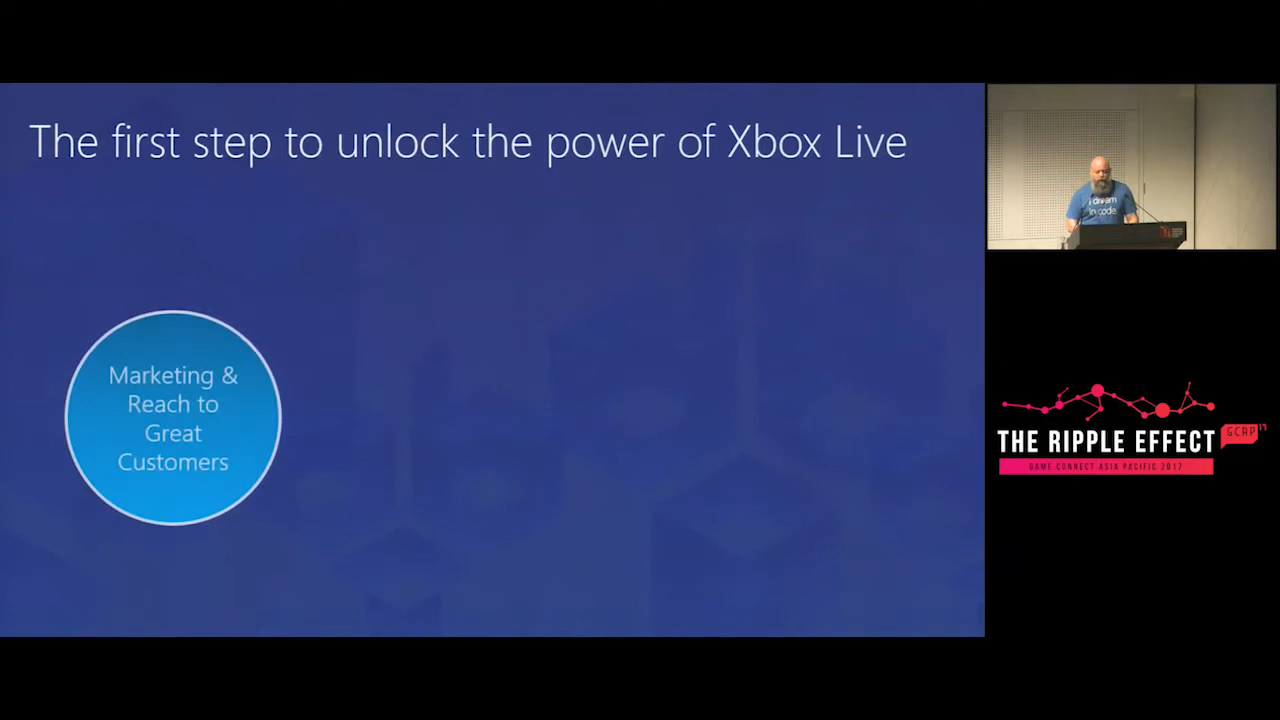 The first step to unlock the power of Xbox Live
Marketing &
Reach to
Great
Customers
i dream
in code
THE RIPPLE EFFECT
GCAP 17
GAME CONNECT ASIA PACIFIC 2017